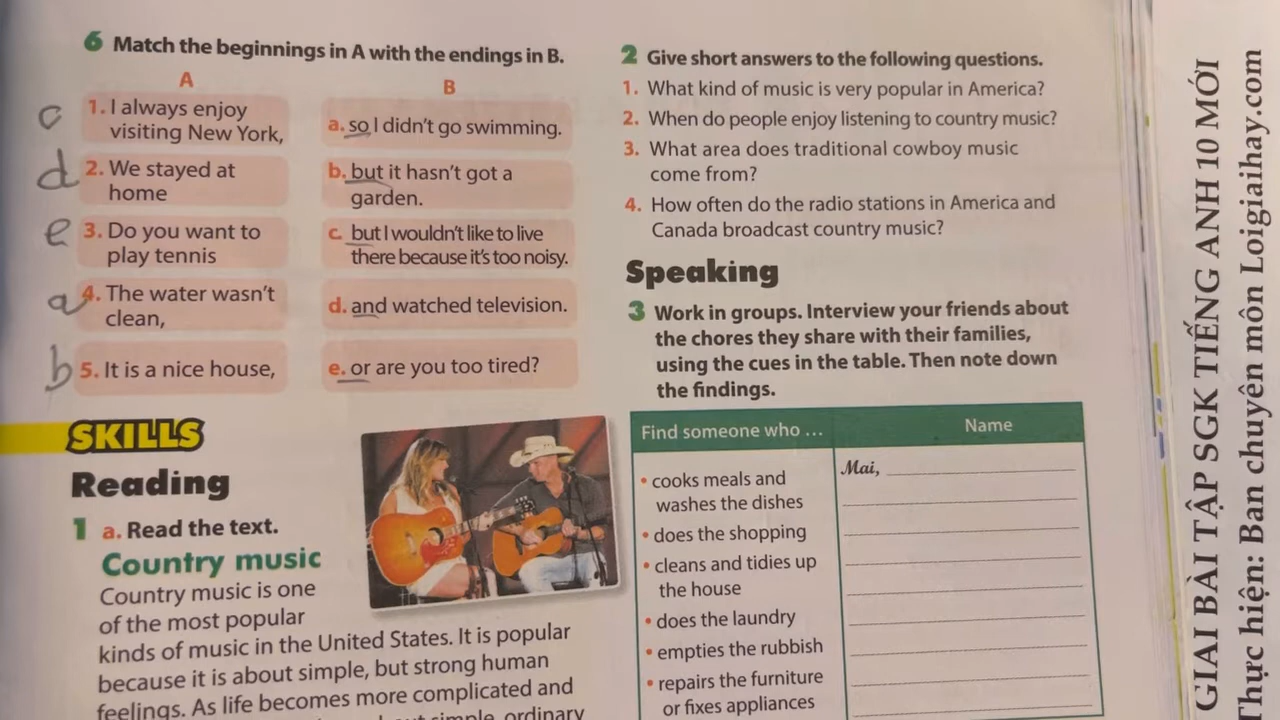 6 Match the beginnings in A with the endings in B.
A
B
c
1. I always enjoy
visiting New York,
a. so I didn't go swimming.
d
2. We stayed at
home
b. but it hasn't got a
garden.
e
3. Do you want to
play tennis
c. but I wouldn't like to live
there because it's too noisy.
a
4. The water wasn't
clean,
d. and watched television.
b
5. It is a nice house,
e. or are you too tired?
SKILLS
Reading
1 a. Read the text.
Country music
Country music is one
of the most popular
kinds of music in the United States. It is popular
because it is about simple, but strong human
feelings. As life becomes more complicated and
simple, ordinary
2 Give short answers to the following questions.
1. What kind of music is very popular in America?
2. When do people enjoy listening to country music?
3. What area does traditional cowboy music
come from?
4. How often do the radio stations in America and
Canada broadcast country music?
Speaking
3 Work in groups. Interview your friends about
the chores they share with their families,
using the cues in the table. Then note down
the findings.
Find someone who ...
Name
• cooks meals and
washes the dishes
Mai,
• does the shopping
• cleans and tidies up
the house
• does the laundry
• empties the rubbish
• repairs the furniture
or fixes appliances
GIAI BÀI TẬP SGK TIẾNG ANH 10 MỚI
Thực hiện: Ban chuyên môn Loigiaihay.com